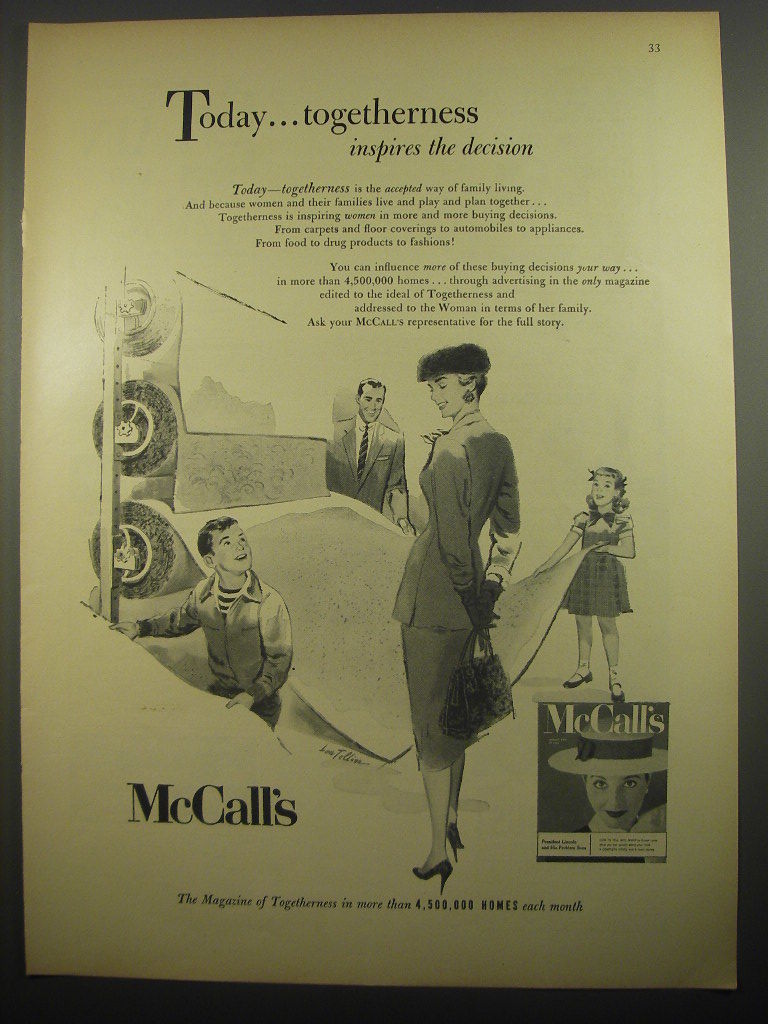 33
Today...togetherness
inspires the decision
Today—togetherness is the accepted way of family living.
And because women and their families live and play and plan together...
Togetherness is inspiring women in more and more buying decisions.
From carpets and floor coverings to automobiles to appliances.
From food to drug products to fashions!
You can influence more of these buying decisions your way...
in more than 4,500,000 homes...through advertising in the only magazine
edited to the ideal of Togetherness and
addressed to the Woman in terms of her family.
Ask your McCALL'S representative for the full story.
McCall's
President Lincoln
and His Problem Sons
McCall's
The Magazine of Togetherness in more than 4,500,000 HOMES each month